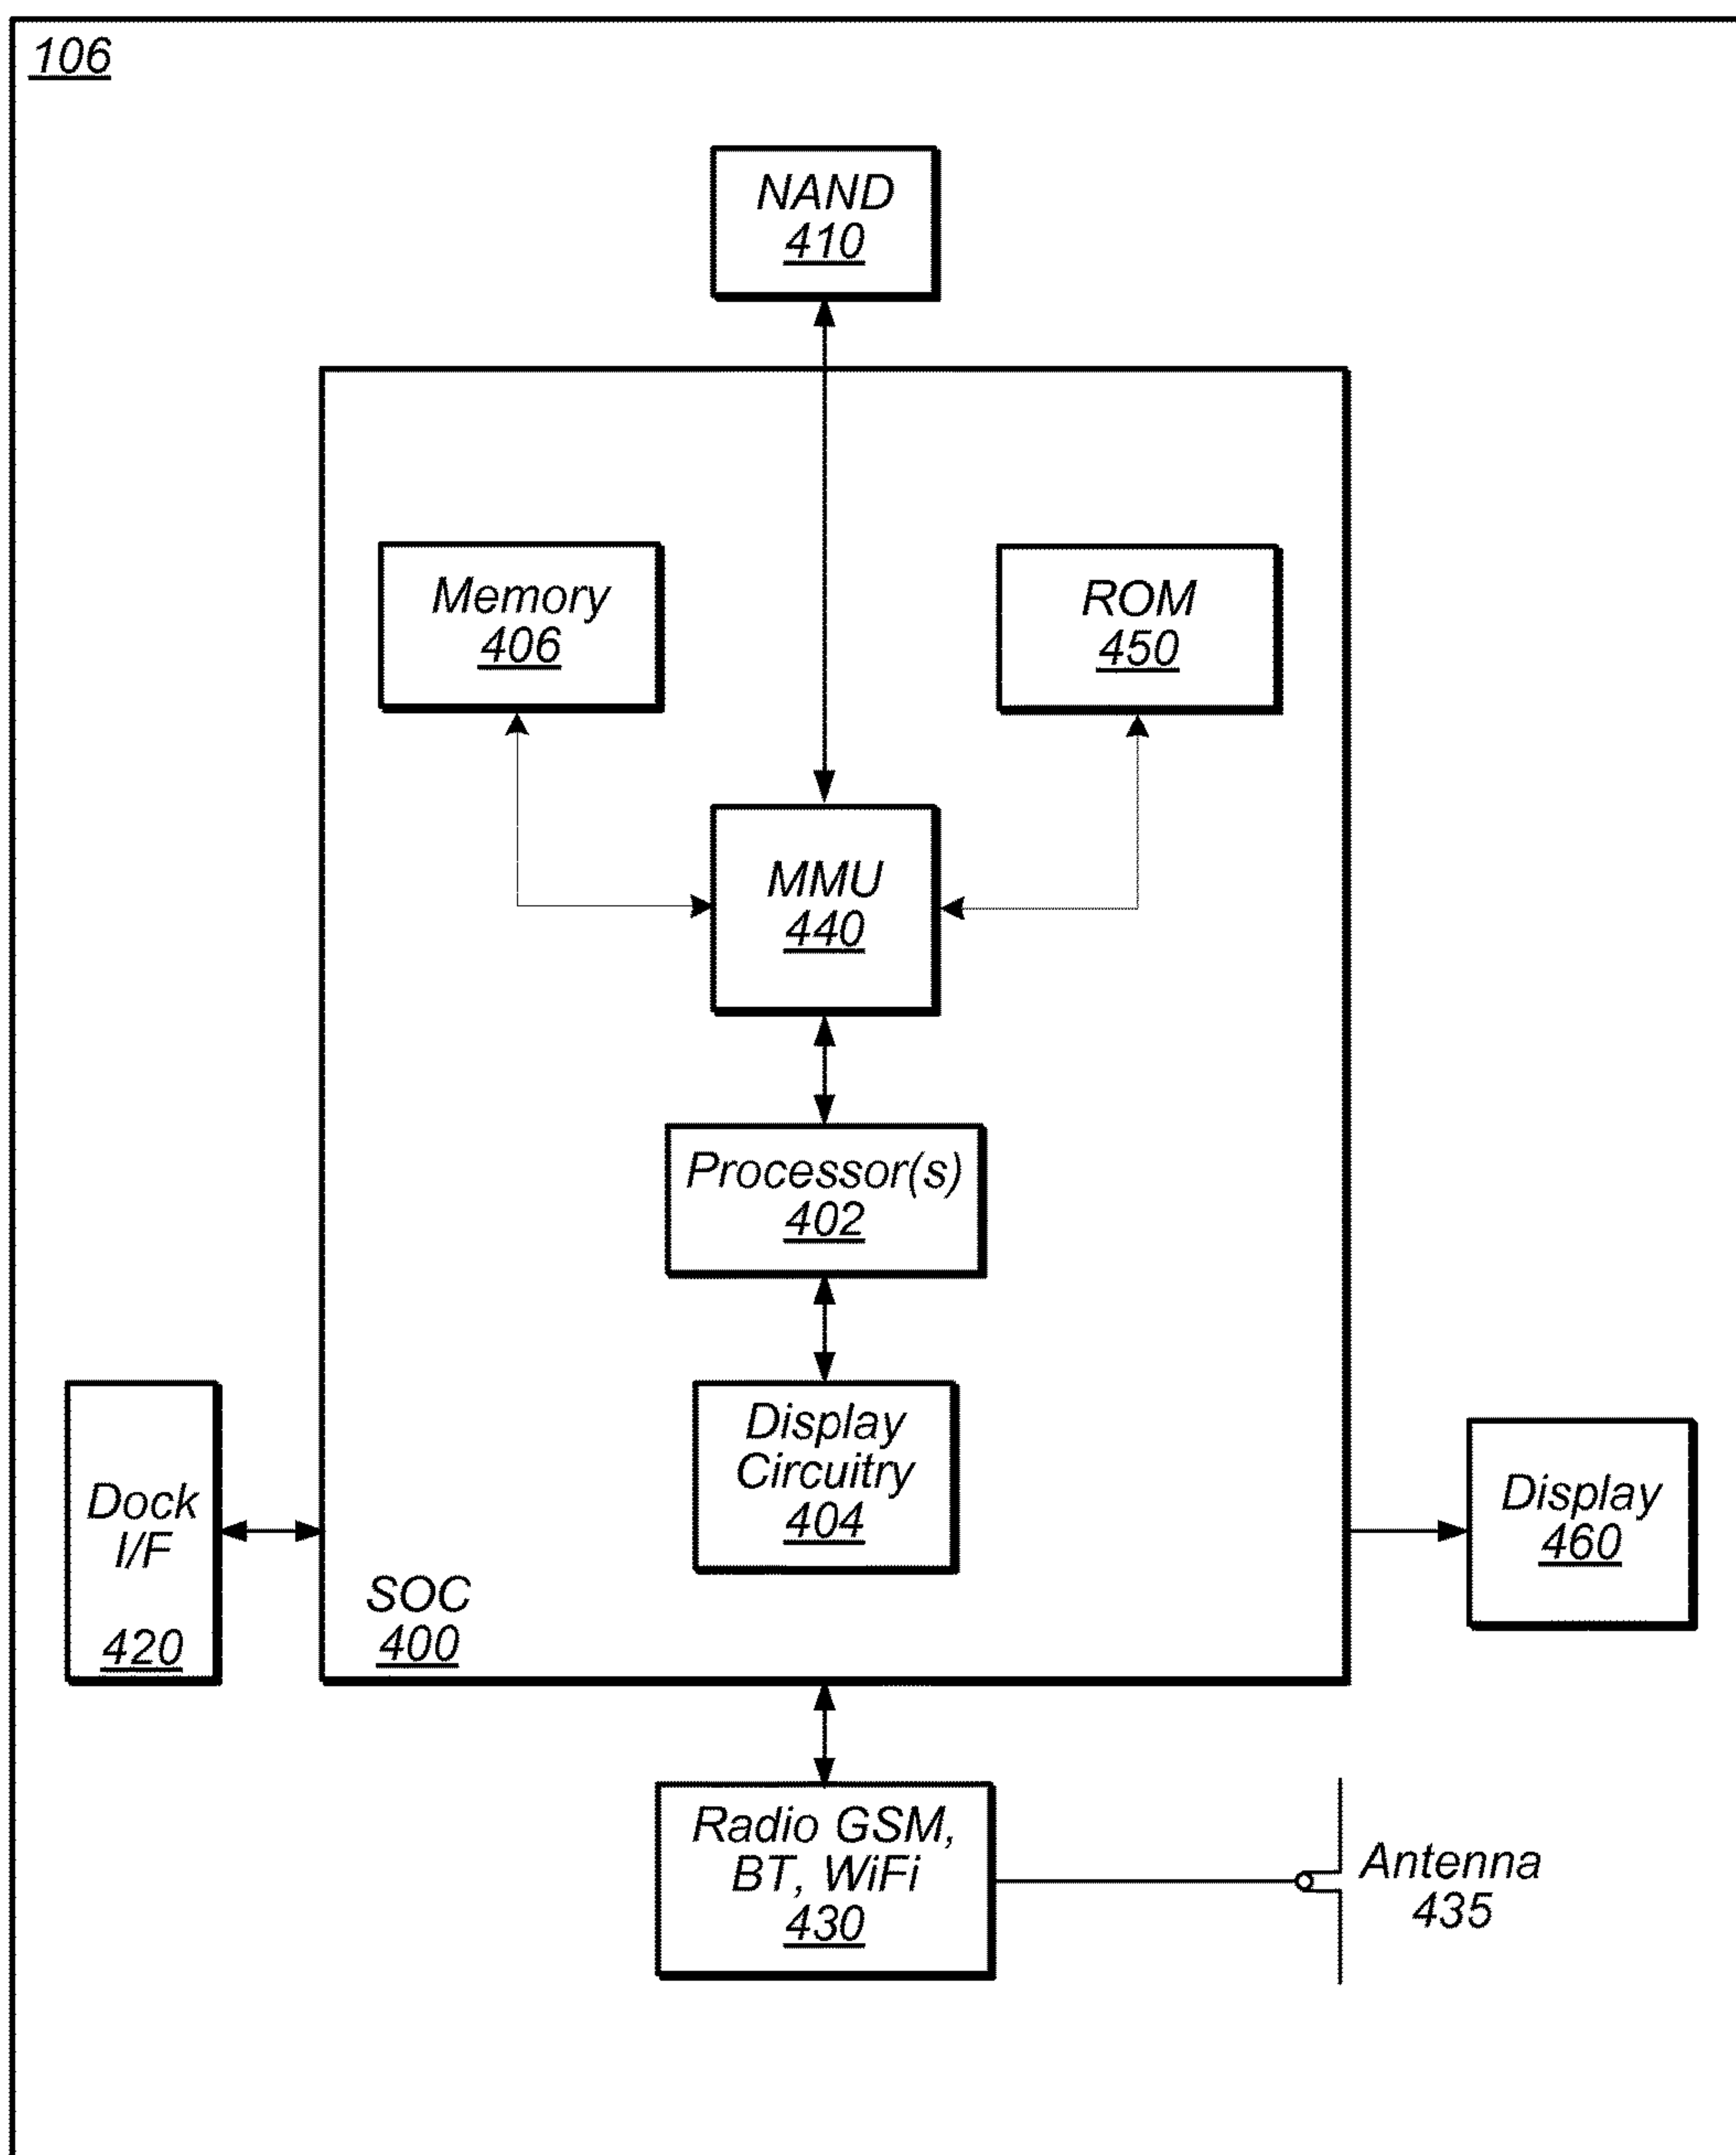 106
NAND
410
Memory
406
ROM
450
MMU
440
Processor(s)
402
Display
Circuitry
404
Dock
I/F
420
SOC
400
Display
460
Radio GSM,
BT, WiFi
430
Antenna
435